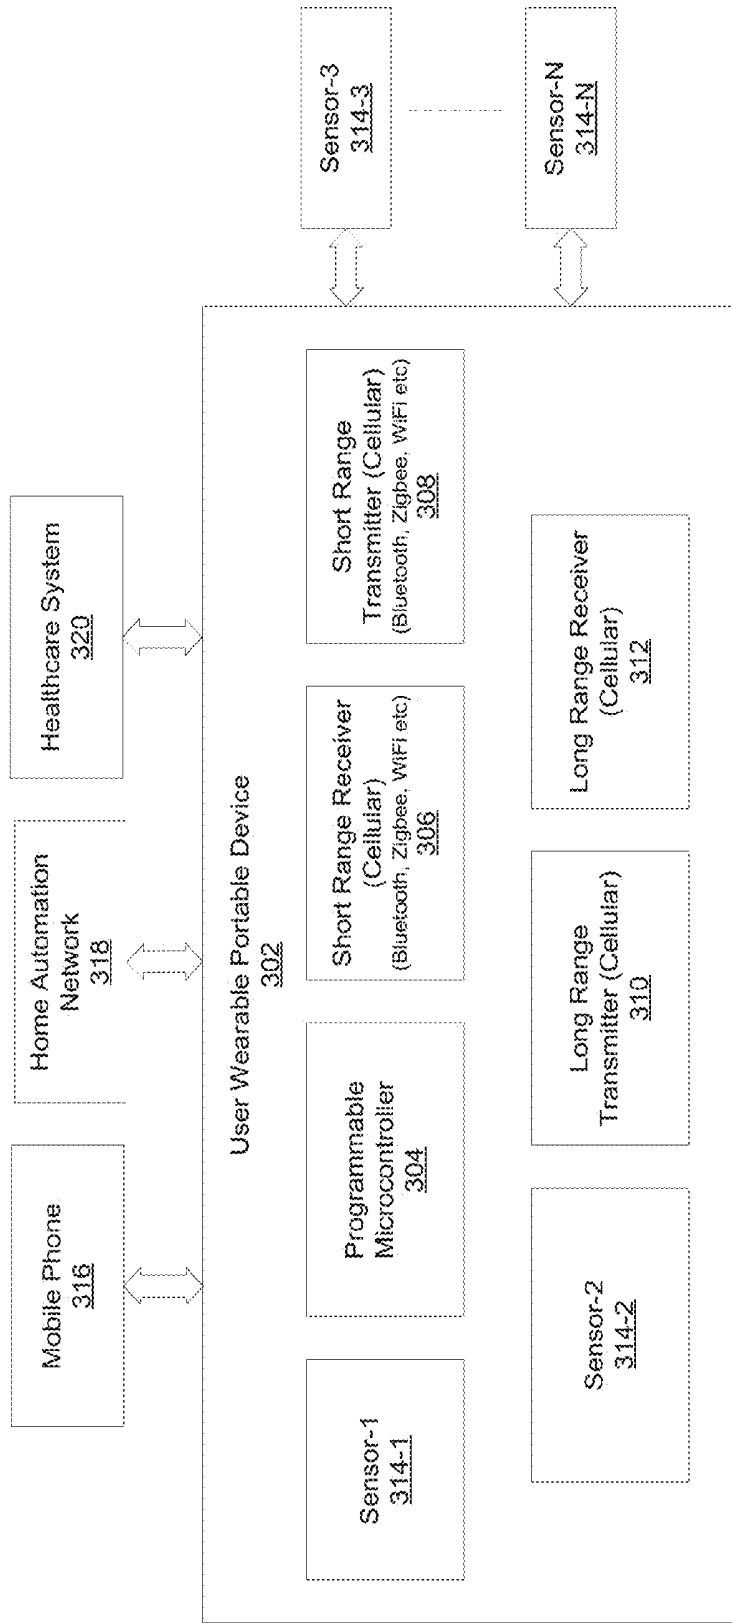 Mobile Phone
316
Home Automation
Network
318
Healthcare System
320
User Wearable Portable Device
302
Sensor-1
314-1
Programmable
Microcontroller
304
Short Range Receiver
(Cellular)
(Bluetooth, Zigbee, WiFi etc)
306
Short Range
Transmitter (Cellular)
(Bluetooth, Zigbee, WiFi etc)
308
Sensor-2
314-2
Long Range
Transmitter (Cellular)
310
Long Range Receiver
(Cellular)
312
Sensor-3
314-3
Sensor-N
314-N